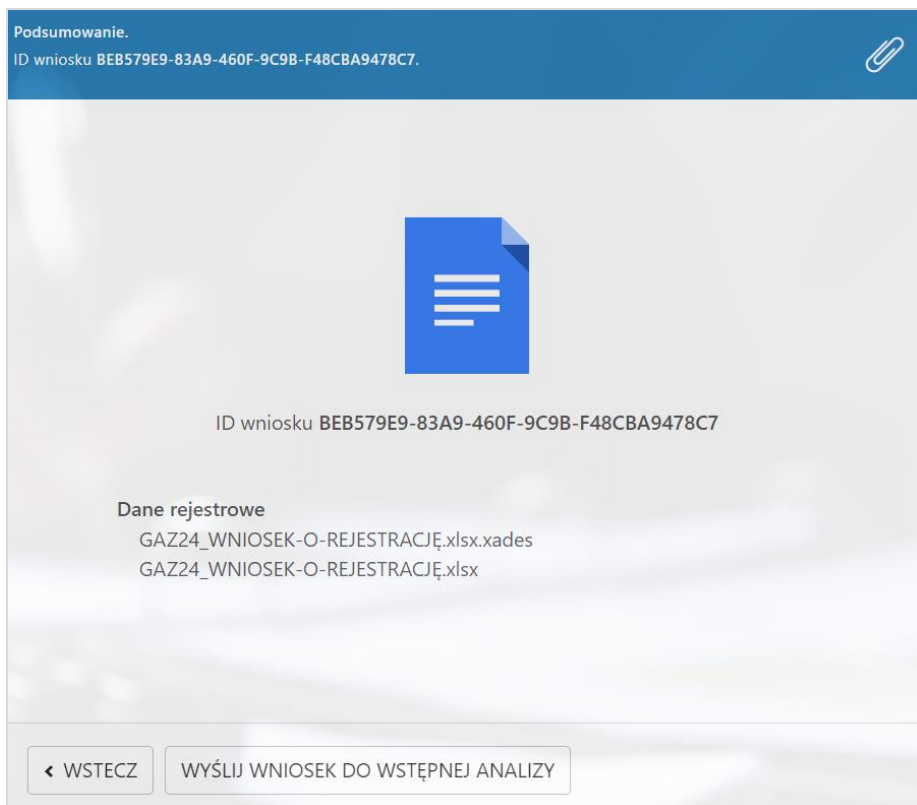 Podsumowanie.
ID wniosku BEB579E9-83A9-460F-9C9B-F48CBA9478C7.
ID wniosku BEB579E9-83A9-460F-9C9B-F48CBA9478C7
Dane rejestrowe
GAZ24_WNIOSEK-O-REJESTRACJĘ.xlsx.xades
GAZ24_WNIOSEK-O-REJESTRACJĘ.xlsx
WSTECZ WYŚLIJ WNIOSEK DO WSTĘPNEJ ANALIZY